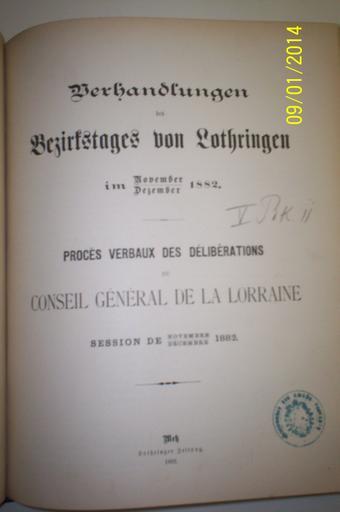 Verhandlungen
des
Bezirkstages von Lothringen
im November
Dezember 1882.
PROCÈS VERBAUX DES DÉLIBÉRATIONS
DU
CONSEIL GÉNÉRAL DE LA LORRAINE
SESSION DE NOVEMBRE
DÉCEMBRE 1882.
Metz
Lothringer Zeitung.
1882.
09/01/2014